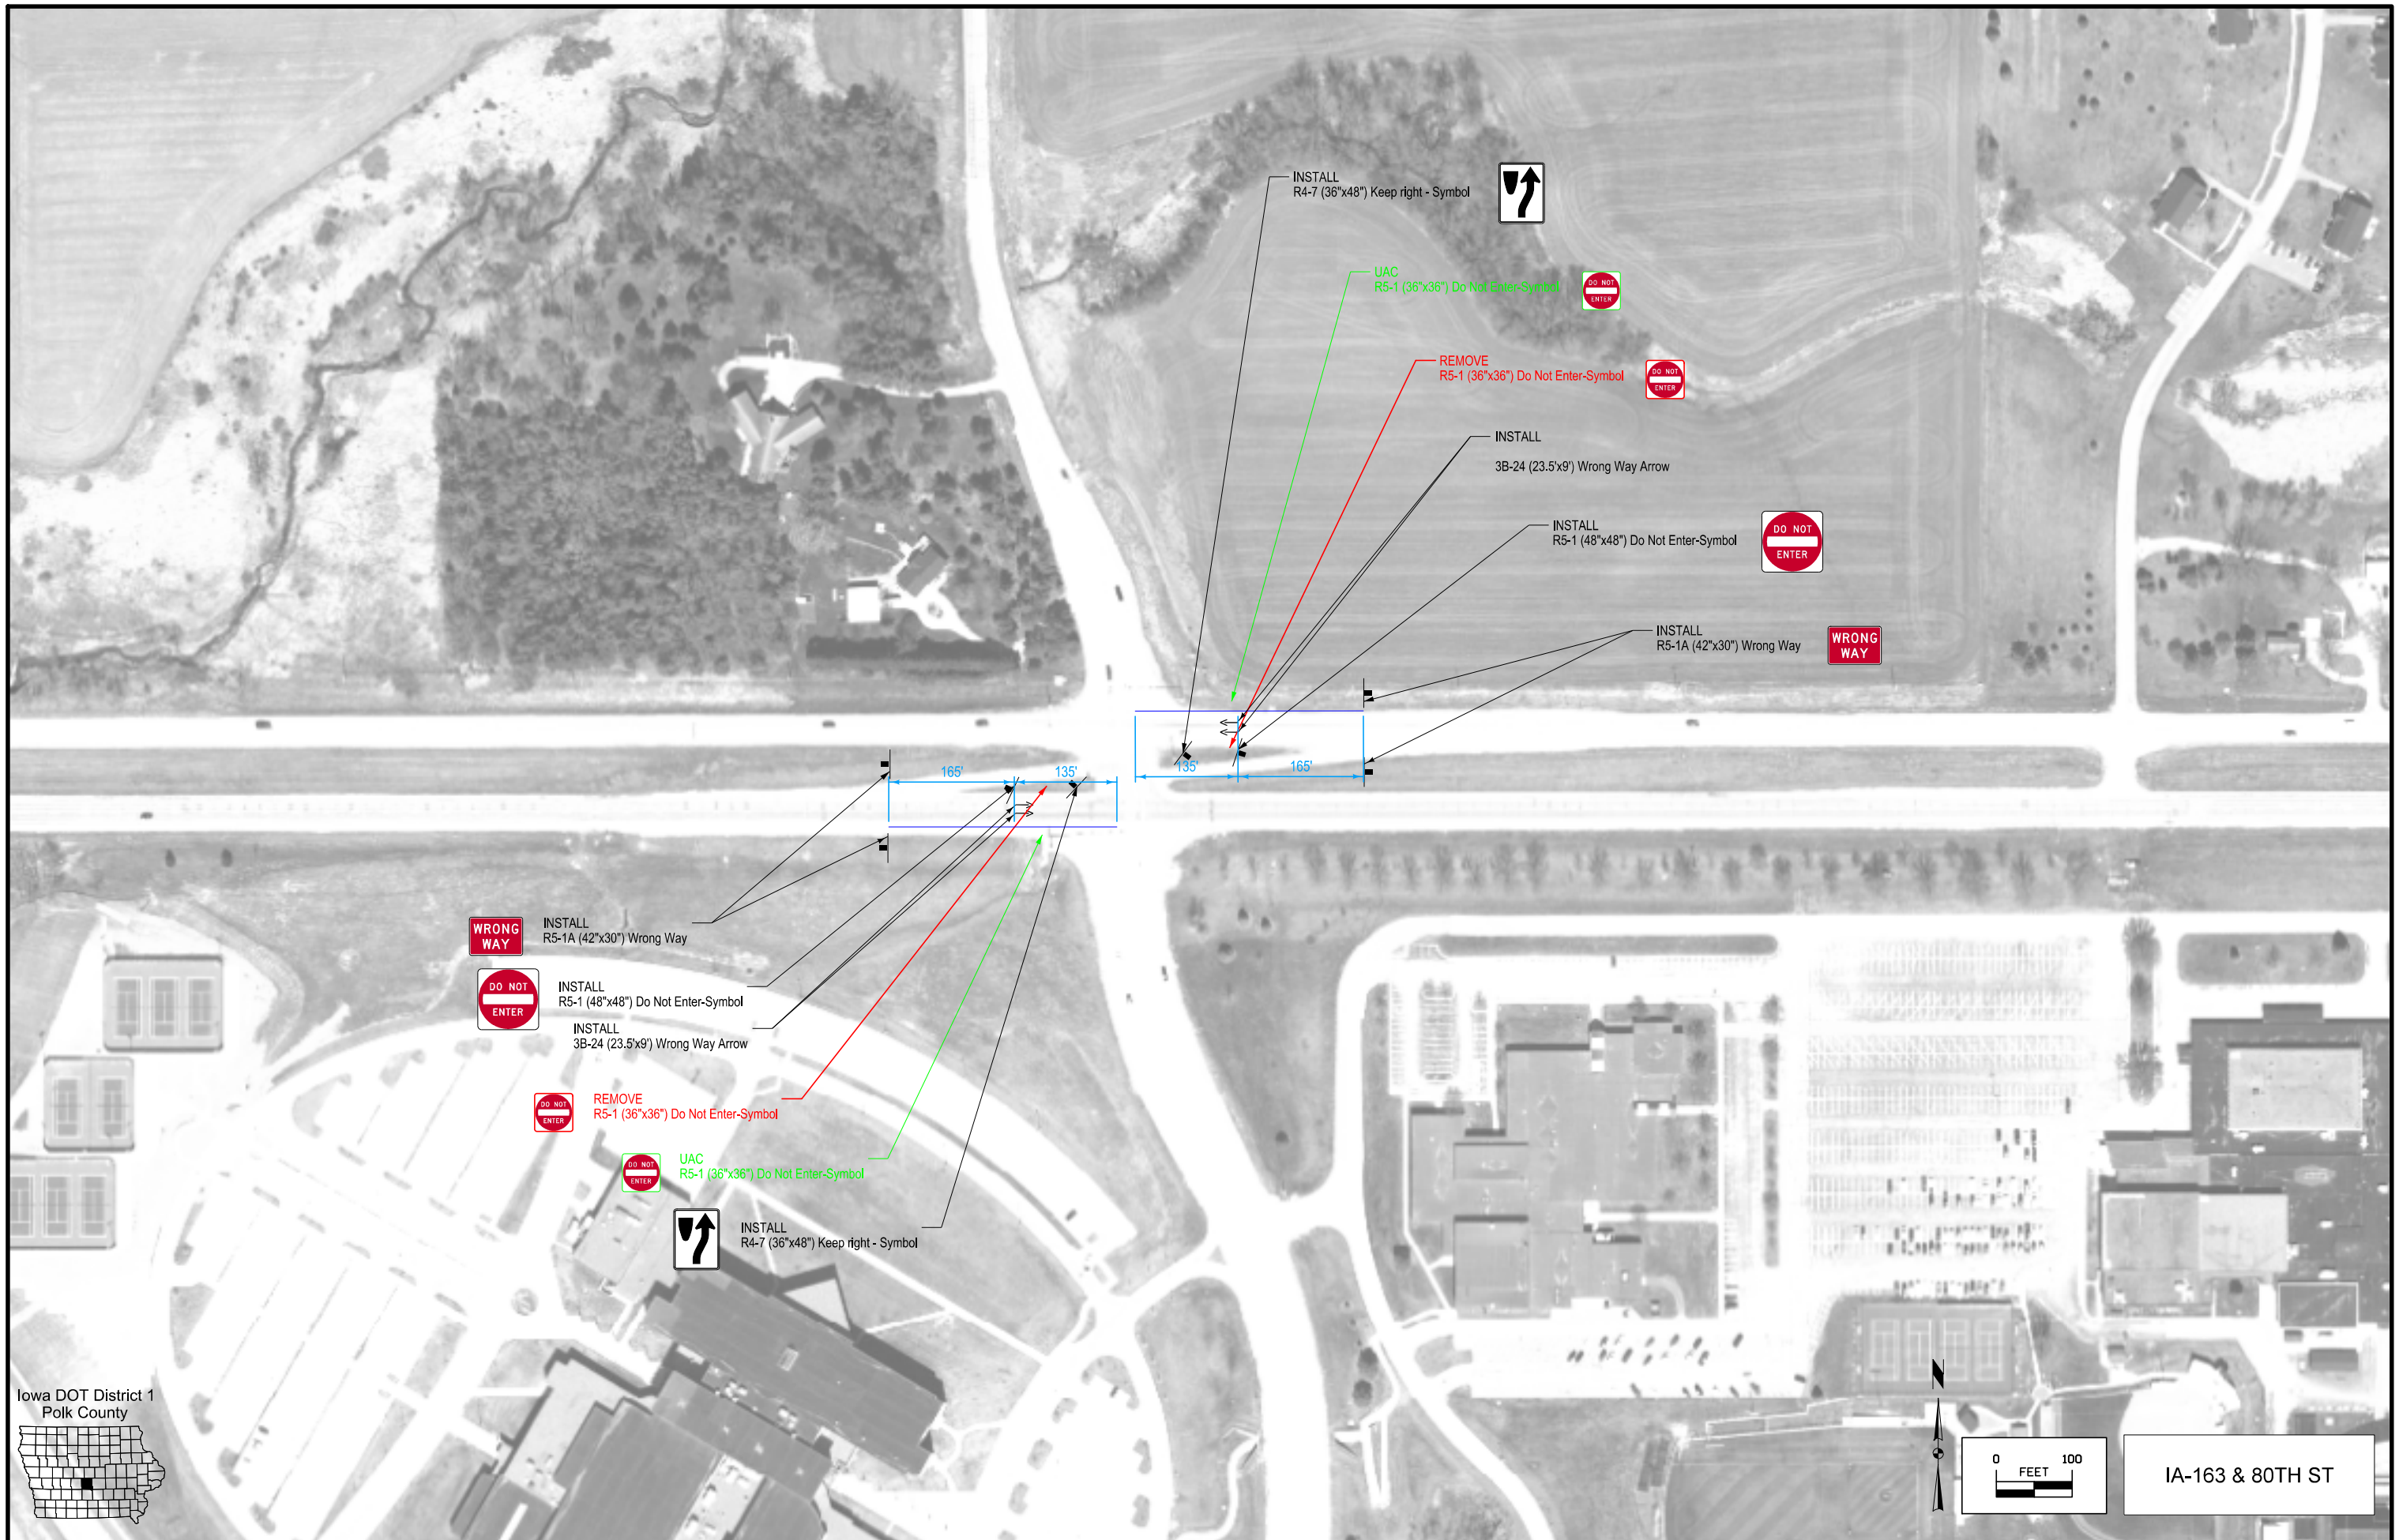 INSTALL
R4-7 (36"x48") Keep right - Symbol
UAC
R5-1 (36"x36") Do Not Enter-Symbol
DO NOT
ENTER
REMOVE
R5-1 (36"x36") Do Not Enter-Symbol
DO NOT
ENTER
INSTALL
3B-24 (23.5'x9') Wrong Way Arrow
INSTALL
R5-1 (48"x48") Do Not Enter-Symbol
DO NOT
ENTER
INSTALL
R5-1A (42"x30") Wrong Way
WRONG
WAY
165'
135'
135'
165'
WRONG
WAY
INSTALL
R5-1A (42"x30") Wrong Way
DO NOT
ENTER
INSTALL
R5-1 (48"x48") Do Not Enter-Symbol
INSTALL
3B-24 (23.5'x9') Wrong Way Arrow
DO NOT
ENTER
REMOVE
R5-1 (36"x36") Do Not Enter-Symbol
DO NOT
ENTER
UAC
R5-1 (36"x36") Do Not Enter-Symbol
INSTALL
R4-7 (36"x48") Keep right - Symbol
Iowa DOT District 1
Polk County
N
0 100
FEET
IA-163 & 80TH ST